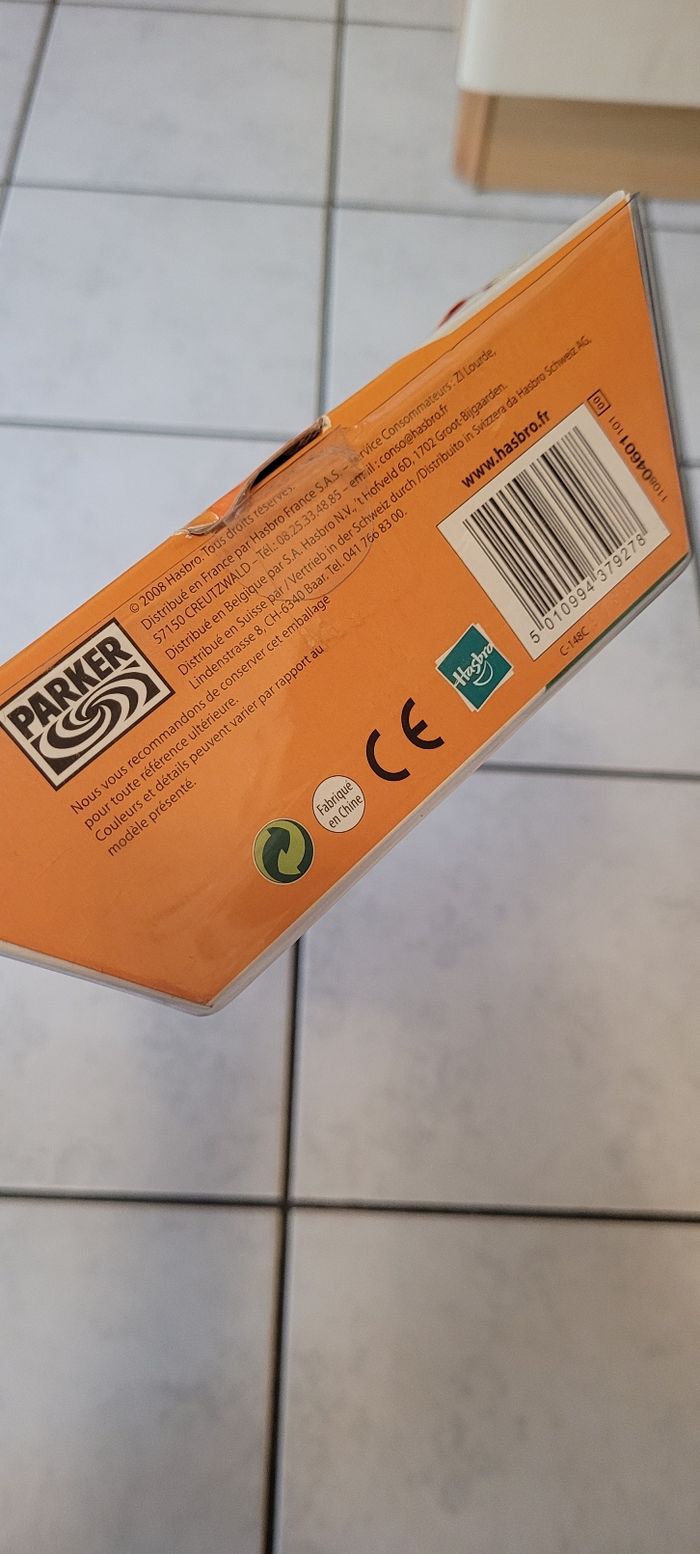 PARKER
© 2008 Hasbro. Tous droits réservés.
Distribué en France par Hasbro France S.A.S. – Service Consommateurs : ZI Lourde,
57150 CREUTZWALD Tél.: 08.25.33.48.85 – email : conso@hasbro.fr
Distribué en Belgique par S.A. Hasbro N.V., 't Hofveld 6D, 1702 Groot-Bijgaarden.
Distribué en Suisse par / Vertrieb in der Schweiz durch / Distribuito in Svizzera da Hasbro Schweiz AG,
Lindenstrasse 8, CH-6340 Baar. Tel. 041 766 83 00.
Nous vous recommandons de conserver cet emballage
pour toute référence ultérieure.
Couleurs et détails peuvent varier par rapport au
modèle présenté.
Fabriqué
en Chine
CE
Hasbro
www.hasbro.fr
5 010994 379278
C-148C
110804601101
00